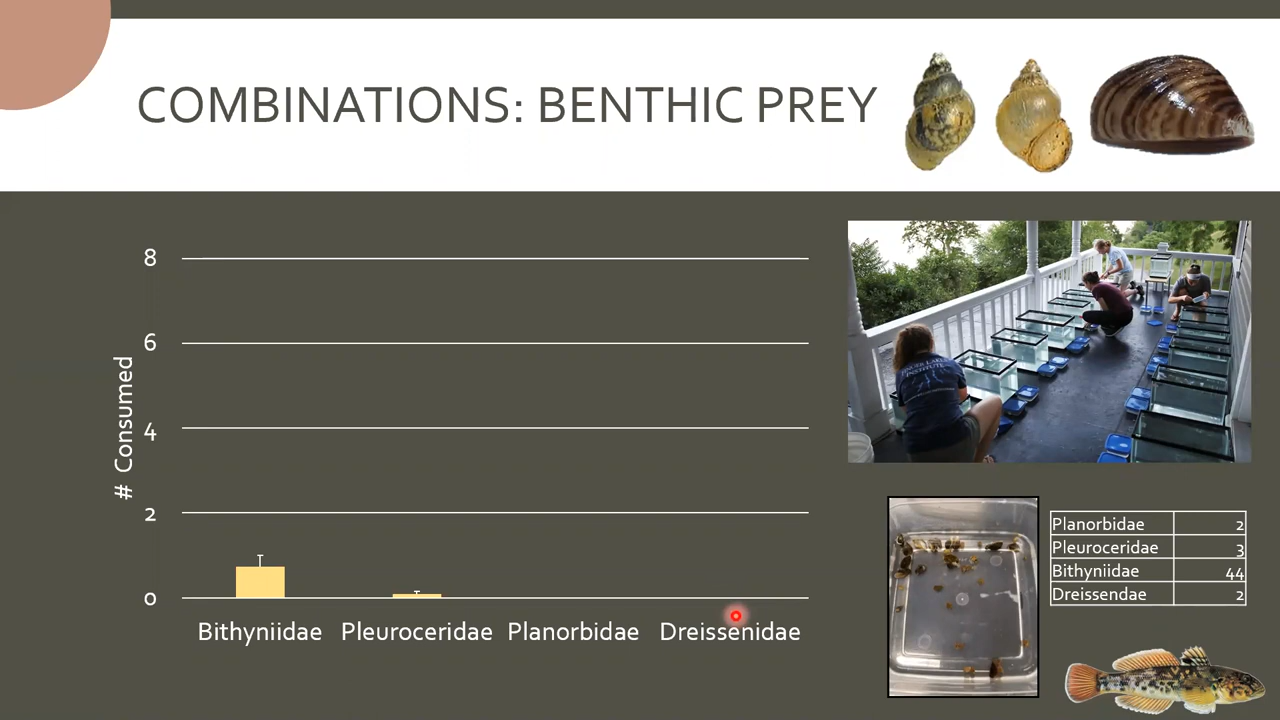 COMBINATIONS: BENTHIC PREY
# Consumed
8
6
4
2
0
Bithyniidae Pleuroceridae Planorbidae Dreissenidae
Planorbidae 2
Pleuroceridae 3
Bithyniidae 44
Dreissendae 2